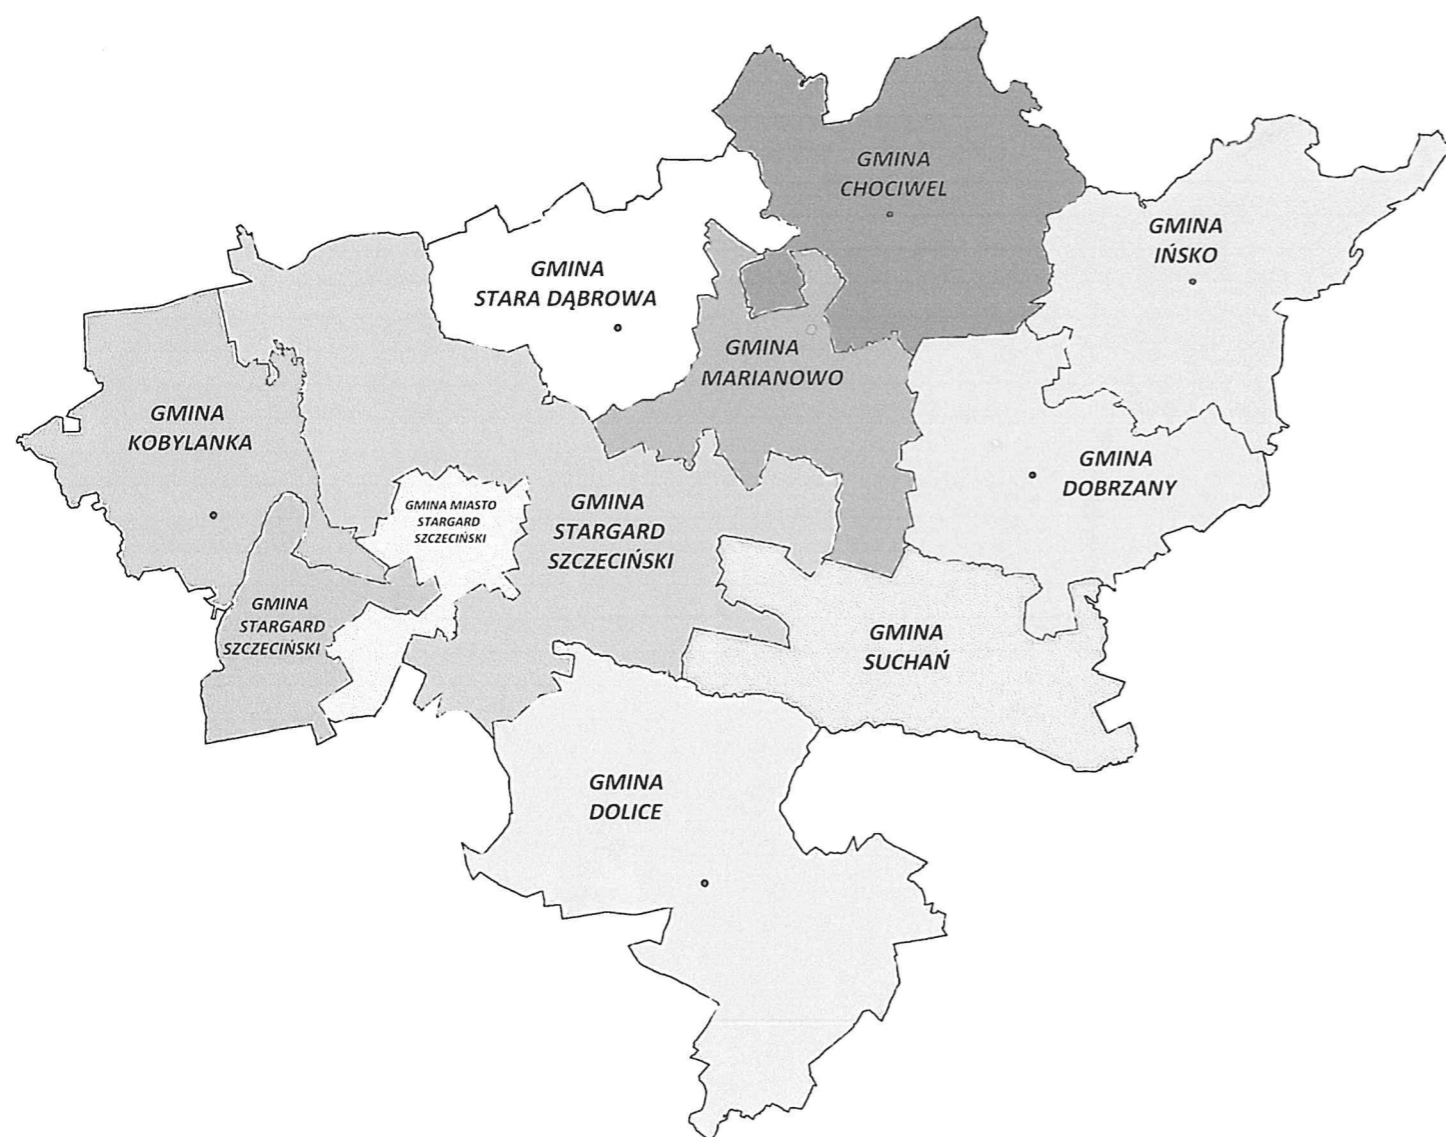 GMINA
CHOCIWEL
GMINA
IŃSKO
GMINA
STARA DĄBROWA
GMINA
MARIANOWO
GMINA
KOBYLANKA
GMINA
DOBRZANY
GMINA MIASTO
STARGARD
SZCZECIŃSKI
GMINA
STARGARD
SZCZECIŃSKI
GMINA
STARGARD
SZCZECIŃSKI
GMINA
SUCHAŃ
GMINA
DOLICE